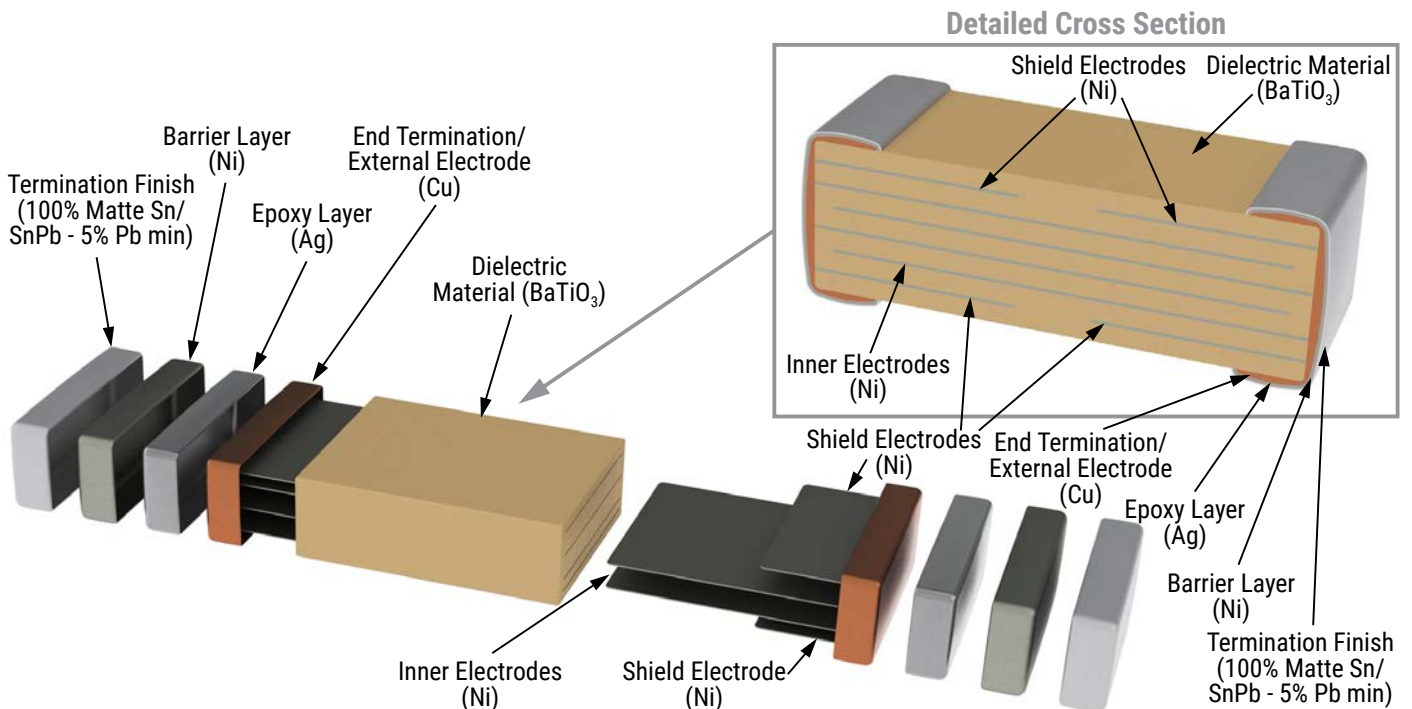 Detailed Cross Section
Shield Electrodes
(Ni)
Dielectric Material
(BaTiO₃)
Barrier Layer
(Ni)
End Termination/
External Electrode
(Cu)
Termination Finish
(100% Matte Sn/
SnPb - 5% Pb min)
Epoxy Layer
(Ag)
Dielectric
Material (BaTiO₃)
Inner Electrodes
(Ni)
Shield Electrodes
(Ni)
End Termination/
External Electrode
(Cu)
Epoxy Layer
(Ag)
Barrier Layer
(Ni)
Termination Finish
(100% Matte Sn/
SnPb - 5% Pb min)
Inner Electrodes
(Ni)
Shield Electrode
(Ni)